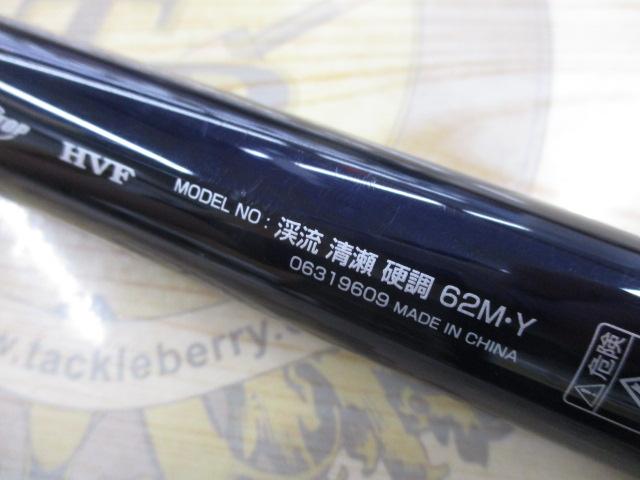 HVF
MODEL NO : 渓流 清瀬 硬調 62M・Y
06319609 MADE IN CHINA
⚠危険
www.tackleberry.c